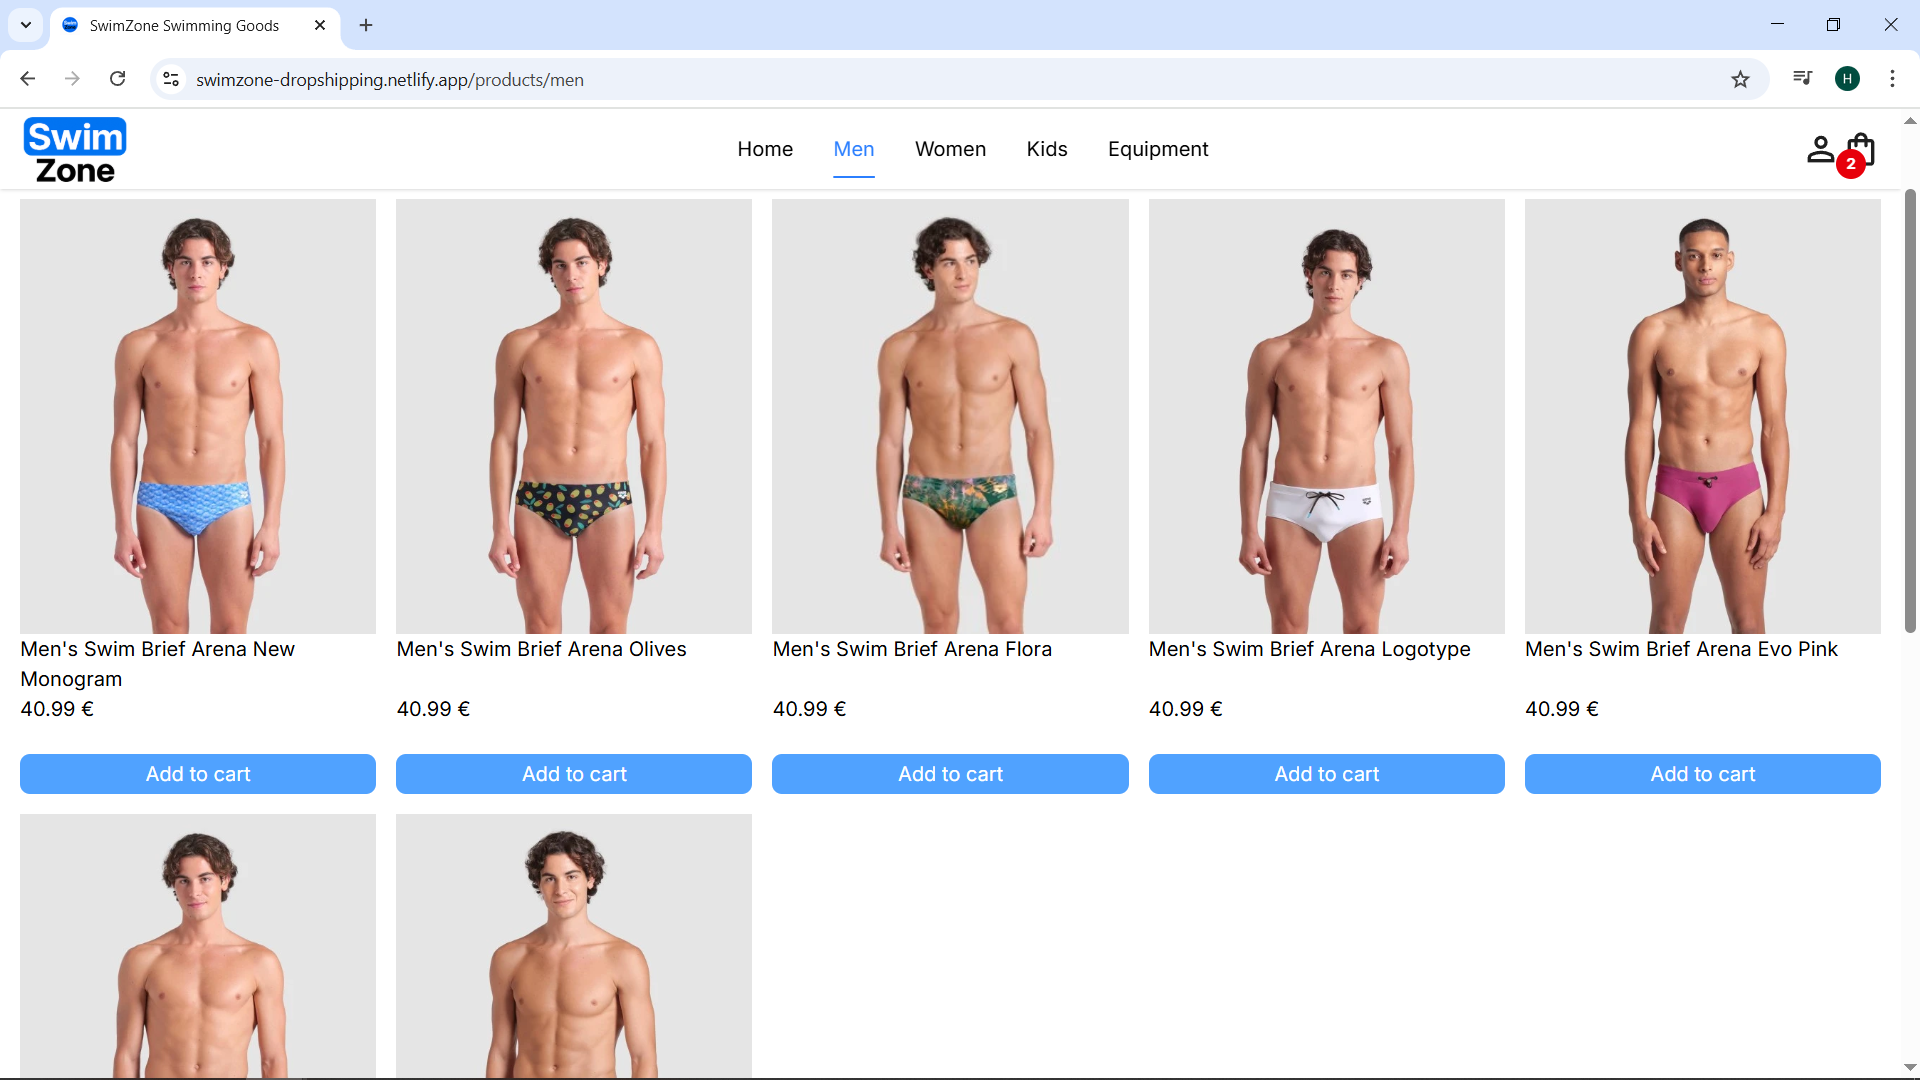 SwimZone Swimming Goods
swimzone-dropshipping.netlify.app/products/men
H
Swim
Zone
Home
Men
Women
Kids
Equipment
2
Men's Swim Brief Arena New
Monogram
40.99 €
Add to cart
Men's Swim Brief Arena Olives
40.99 €
Add to cart
Men's Swim Brief Arena Flora
40.99 €
Add to cart
Men's Swim Brief Arena Logotype
40.99 €
Add to cart
Men's Swim Brief Arena Evo Pink
40.99 €
Add to cart